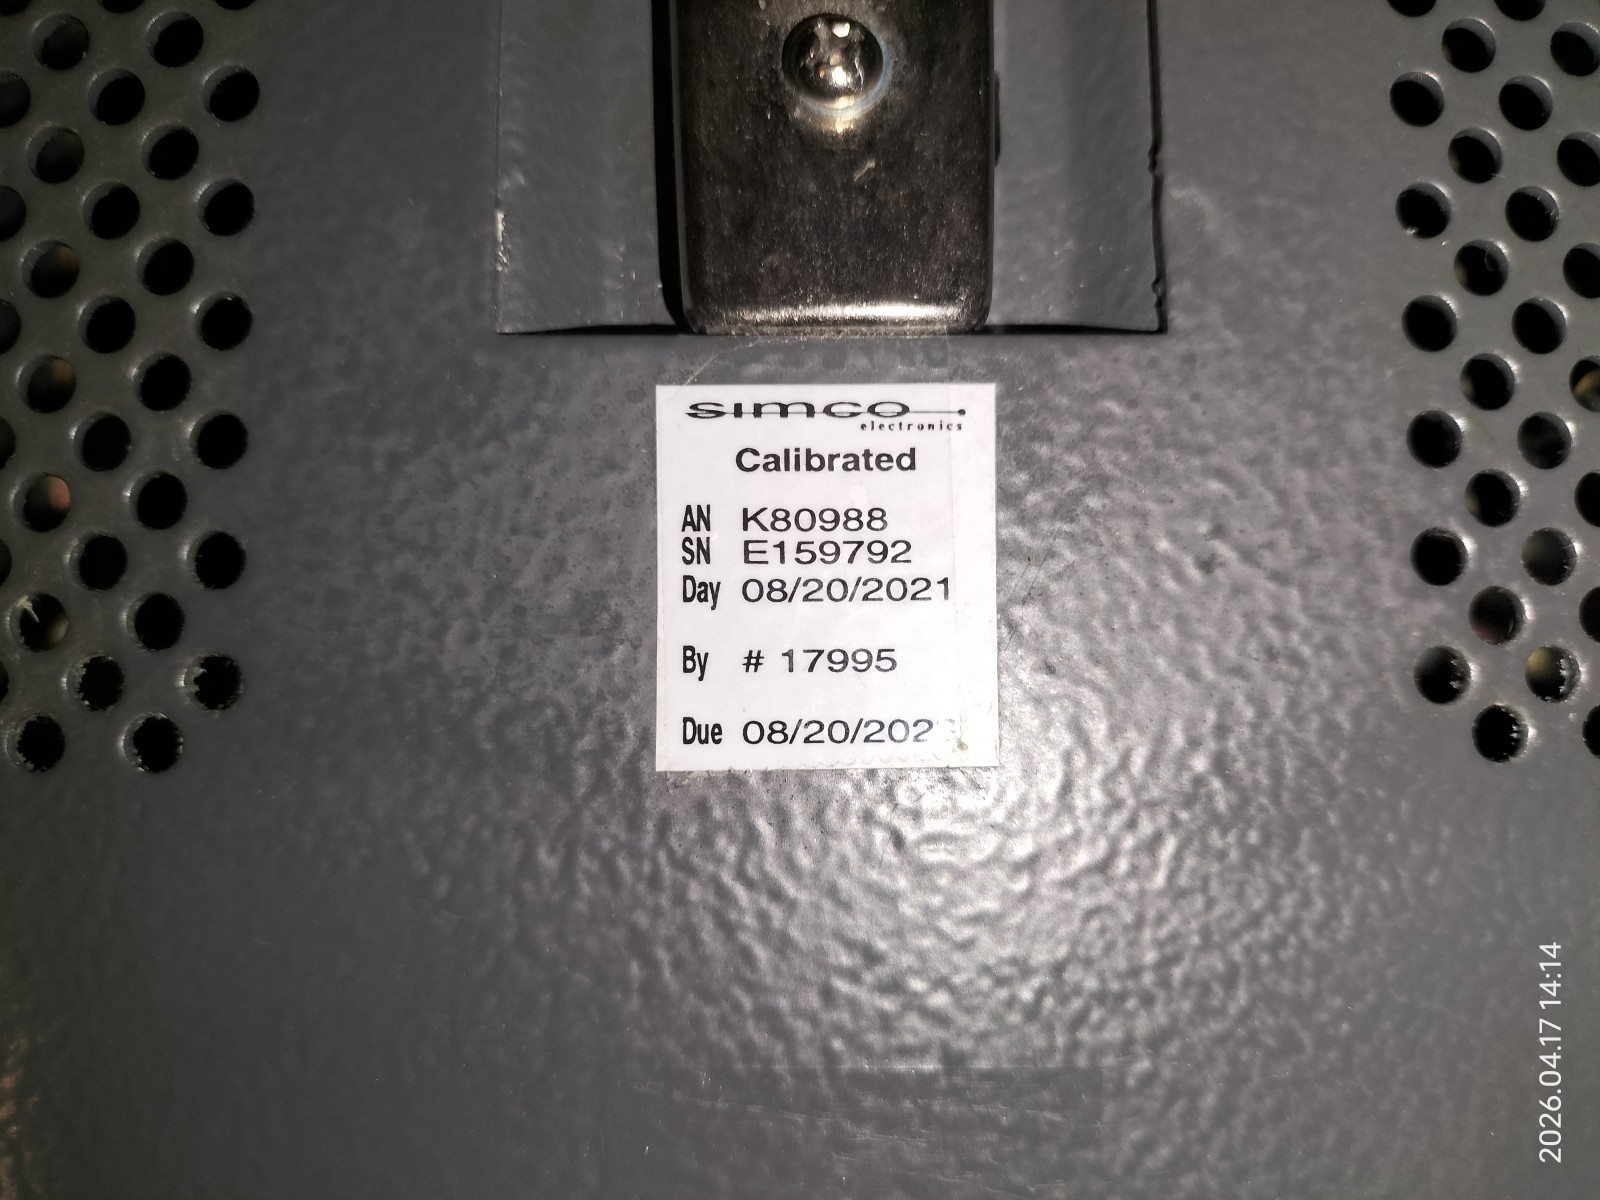 simco
electronics
Calibrated
AN K80988
SN E159792
Day 08/20/2021
By # 17995
Due
2026.04.17 14:14